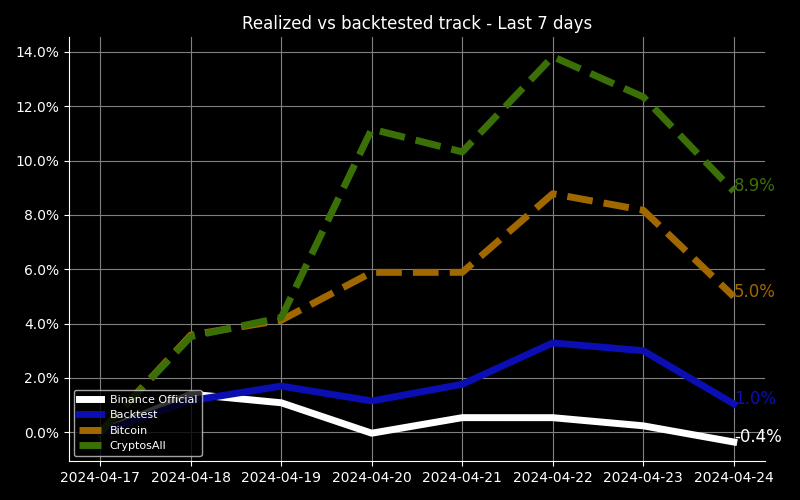 Realized vs backtested track - Last 7 days
14.0%
12.0%
10.0%
8.0%
6.0%
4.0%
2.0%
0.0%
8.9%
5.0%
1.0%
-0.4%
Binance Official
Backtest
Bitcoin
CryptosAll
2024-04-17 2024-04-18 2024-04-19 2024-04-20 2024-04-21 2024-04-22 2024-04-23 2024-04-24